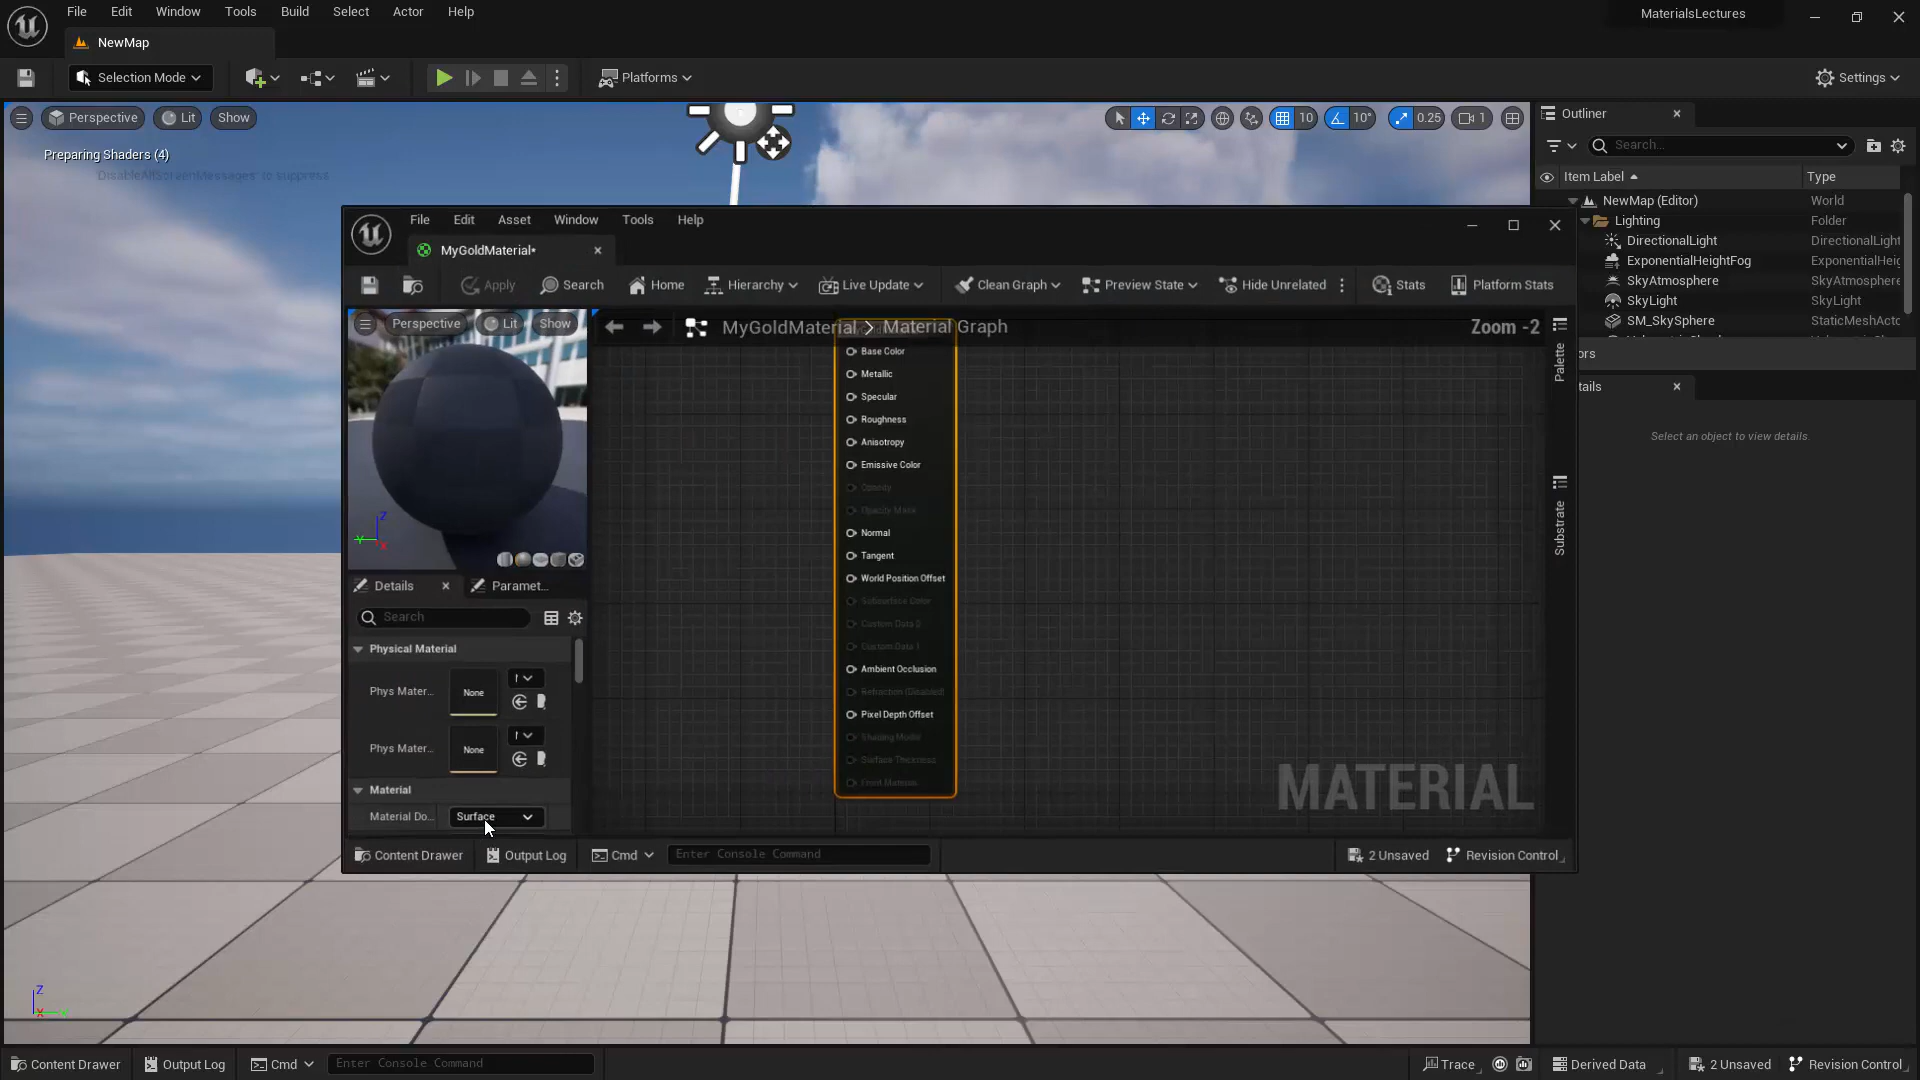 File Edit Window Tools Build Select Actor Help
MaterialsLectures
NewMap
Selection Mode
Platforms
Settings
Perspective Lit Show
10 10° 0.25 1
Preparing Shaders (4)
'DisableAllScreenMessages' to suppress
Outliner
Search...
Item Label Type
NewMap (Editor) World
Lighting Folder
DirectionalLight DirectionalLight
ExponentialHeightFog ExponentialHeig
SkyAtmosphere SkyAtmosphere
SkyLight SkyLight
SM_SkySphere StaticMeshActo
ors
tails
Select an object to view details.
File Edit Asset Window Tools Help
MyGoldMaterial*
Apply Search Home Hierarchy Live Update Clean Graph Preview State Hide Unrelated Stats Platform Stats
Perspective Lit Show
MyGoldMaterial > Material Graph
Zoom -2
Palette
Substrate
Base Color
Metallic
Specular
Roughness
Anisotropy
Emissive Color
Opacity
Opacity Mask
Normal
Tangent
World Position Offset
Subsurface Color
Custom Data 0
Custom Data 1
Ambient Occlusion
Refraction (Disabled)
Pixel Depth Offset
Shading Model
Surface Thickness
Front Material
MATERIAL
Z
Y
X
Details Paramet...
Search
Physical Material
Phys Mater... None
Phys Mater... None
Material
Material Do... Surface
Content Drawer Output Log Cmd Enter Console Command 2 Unsaved Revision Control
Z
X Y
Content Drawer Output Log Cmd Enter Console Command Trace Derived Data 2 Unsaved Revision Control